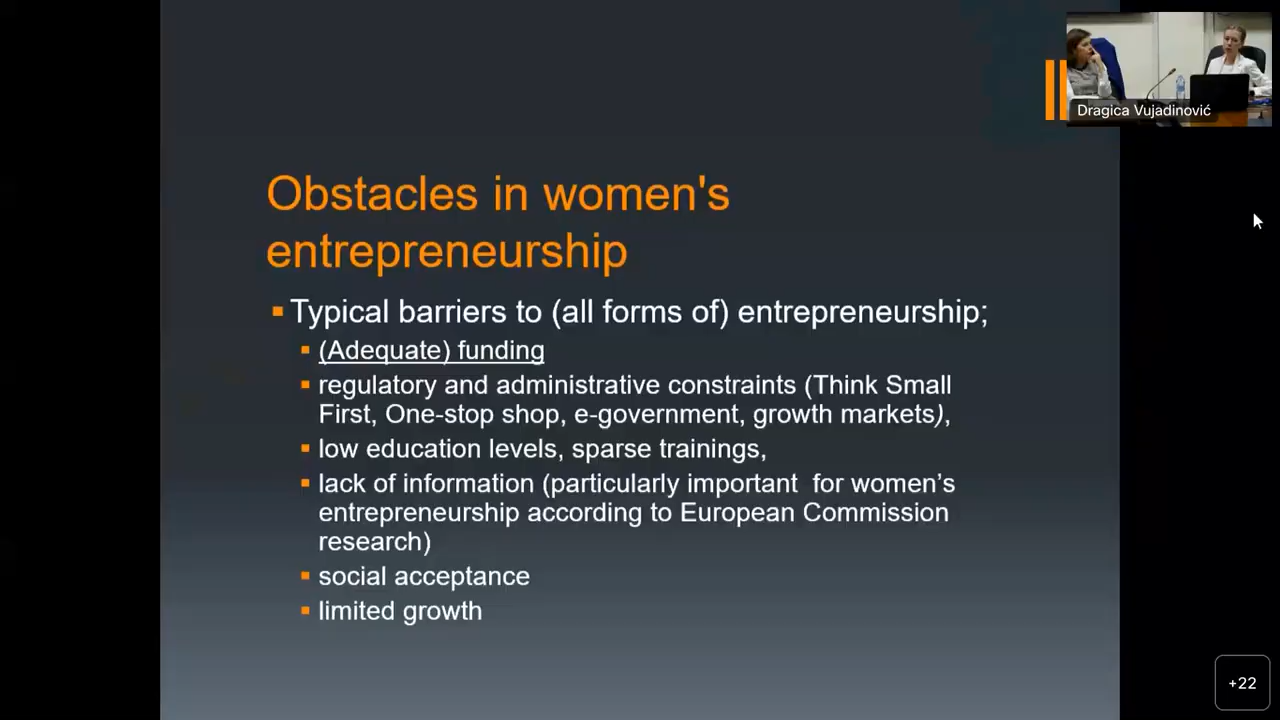 Dragica Vujadinović
Obstacles in women's
entrepreneurship
Typical barriers to (all forms of) entrepreneurship;
(Adequate) funding
regulatory and administrative constraints (Think Small
First, One-stop shop, e-government, growth markets),
low education levels, sparse trainings,
lack of information (particularly important  for women’s
entrepreneurship according to European Commission
research)
social acceptance
limited growth
+22